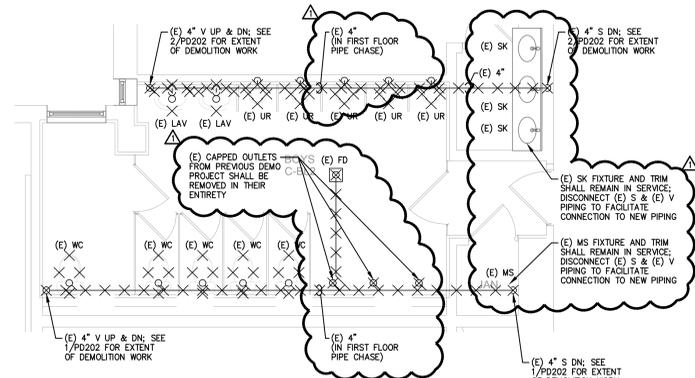 (E) 4" V UP & DN; SEE
2/PD202 FOR EXTENT
OF DEMOLITION WORK
1
(E) 4"
(IN FIRST FLOOR
PIPE CHASE)
(E) SK
(E) 4" S DN; SEE
2/PD202 FOR EXTENT
OF DEMOLITION WORK
(E) 4"
(E) SK
(E) SK
(E) SK
(E) LAV
(E) LAV
(E) UR
(E) UR
(E) UR
(E) UR
(E) UR
1
(E) CAPPED OUTLETS
FROM PREVIOUS DEMO
PROJECT SHALL BE
REMOVED IN THEIR
ENTIRETY
BOYS
(E) FD
1
(E) SK FIXTURE AND TRIM
SHALL REMAIN IN SERVICE;
DISCONNECT (E) S & (E) V
PIPING TO FACILITATE
CONNECTION TO NEW PIPING
(E) WC
(E) WC
(E) WC
(E) WC
(E) WC
(E) MS
JAN
(E) MS FIXTURE AND TRIM
SHALL REMAIN IN SERVICE;
DISCONNECT (E) S & (E) V
PIPING TO FACILITATE
CONNECTION TO NEW PIPING
(E) 4" V UP & DN; SEE
1/PD202 FOR EXTENT
OF DEMOLITION WORK
(E) 4"
(IN FIRST FLOOR
PIPE CHASE)
(E) 4" S DN; SEE
1/PD202 FOR EXTENT
OF DEMOLITION WORK